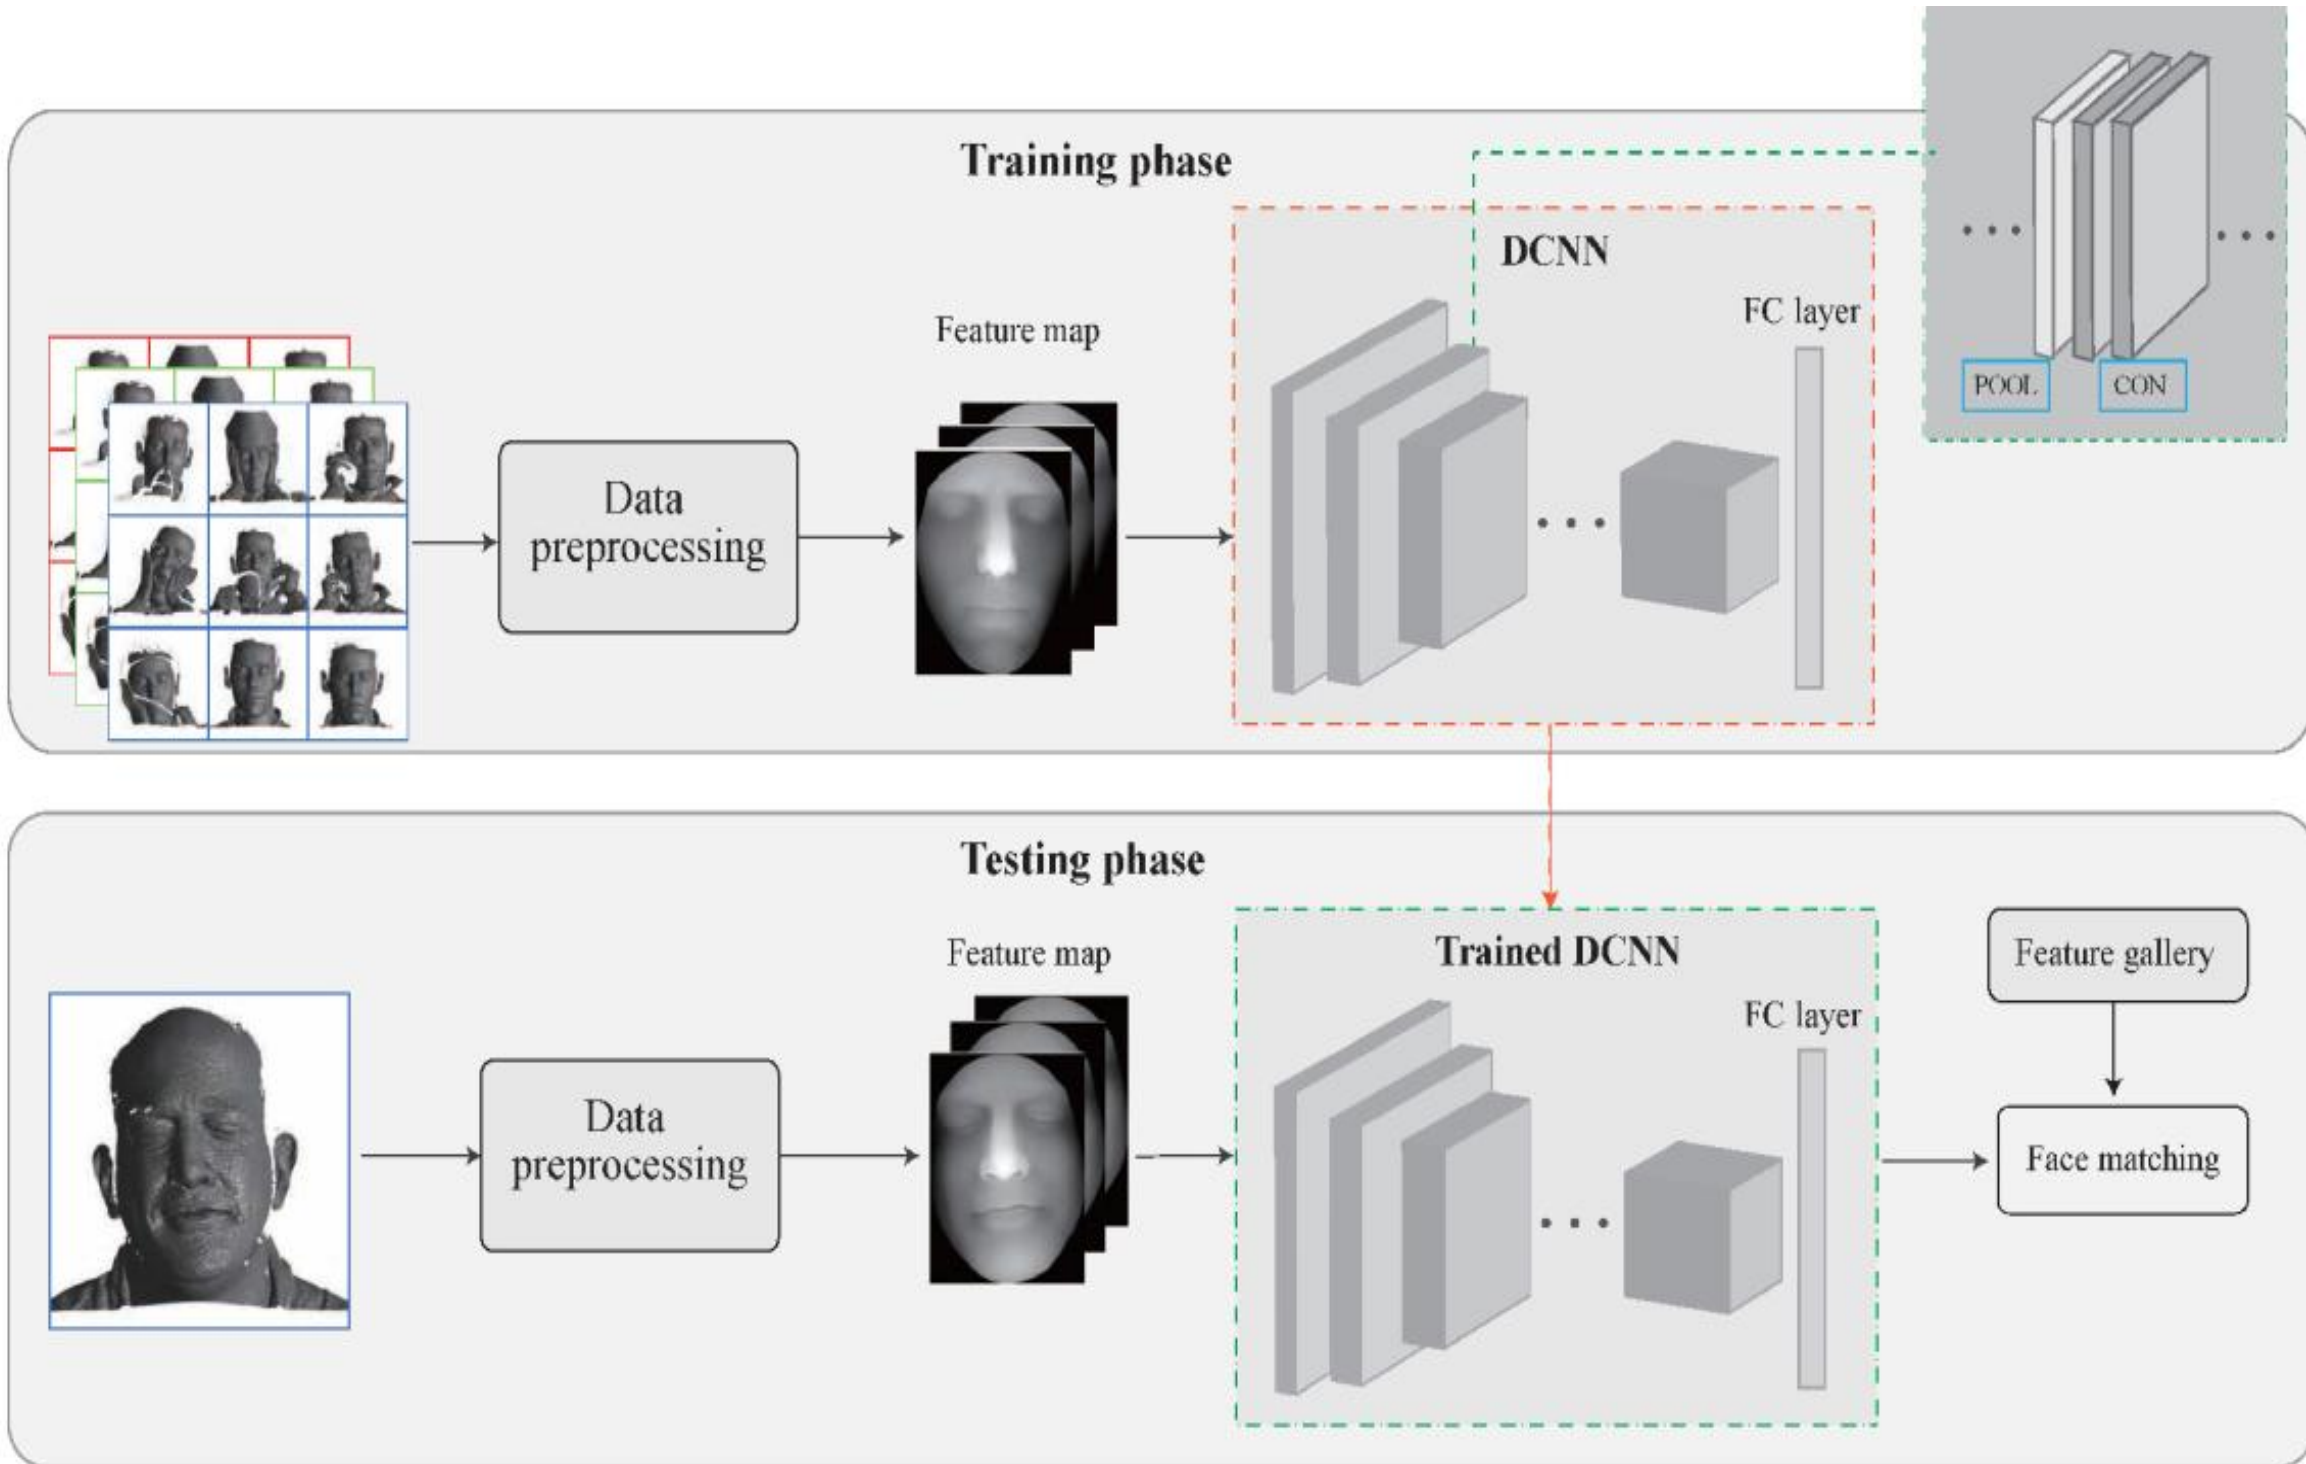 Training phase
DCNN
FC layer
Feature map
Data
preprocessing
POOL
CON
Testing phase
Trained DCNN
FC layer
Feature map
Data
preprocessing
Feature gallery
Face matching